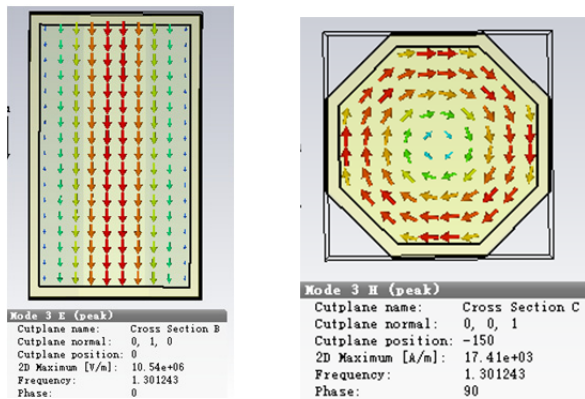 Mode 3 E (peak)
Cutplane name: Cross Section B
Cutplane normal: 0, 1, 0
Cutplane position: 0
2D Maximum [V/m]: 10.54e+06
Frequency: 1.301243
Phase: 0
Mode 3 H (peak)
Cutplane name: Cross Section C
Cutplane normal: 0, 0, 1
Cutplane position: -150
2D Maximum [A/m]: 17.41e+03
Frequency: 1.301243
Phase: 90